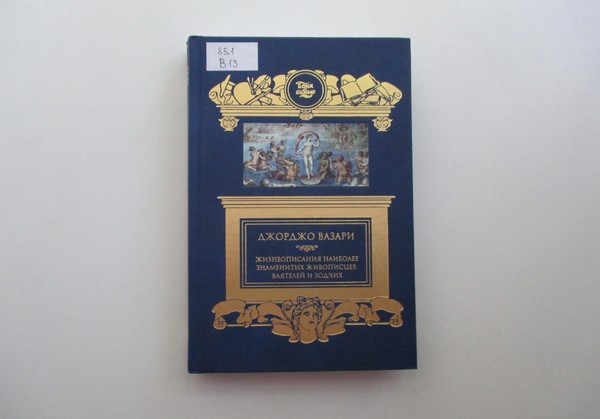 85.1
В 13
ДЖОРДЖО ВАЗАРИ
ЖИЗНЕОПИСАНИЯ НАИБОЛЕЕ
ЗНАМЕНИТЫХ ЖИВОПИСЦЕВ
ВАЯТЕЛЕЙ И ЗОДЧИХ